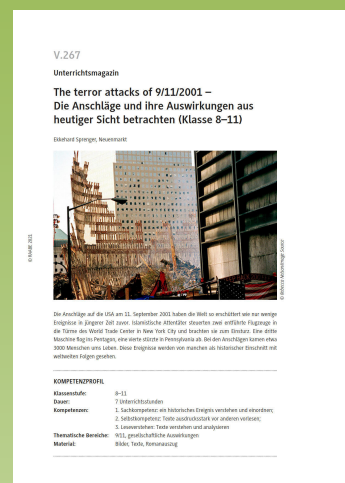 V.267
Unterrichtsmagazin
The terror attacks of 9/11/2001 –
Die Anschläge und ihre Auswirkungen aus
heutiger Sicht betrachten (Klasse 8–11)
Ekkehard Sprenger, Neuenmarkt
© RAABE 2021
Die Anschläge auf die USA am 11. September 2001 haben die Welt so erschüttert wie nur wenige
Ereignisse in jüngerer Zeit zuvor. Islamistische Attentäter steuerten zwei entführte Flugzeuge in
die Türme des World Trade Center in New York City und brachten sie zum Einsturz. Eine dritte
Maschine flog ins Pentagon, eine vierte stürzte in Pennsylvania ab. Bei den Anschlägen kamen etwa
3000 Menschen ums Leben. Diese Ereignisse werden von manchen als historischer Einschnitt mit
weltweiten Folgen gesehen.
KOMPETENZPROFIL
Klassenstufe: 8–11
Dauer: 7 Unterrichtsstunden
Kompetenzen: 1. Sachkompetenz: ein historisches Ereignis verstehen und einordnen;
2. Selbstkompetenz: Texte ausdrucksstark vor anderen vorlesen;
3. Leseverstehen: Texte verstehen und analysieren
Thematische Bereiche: 9/11, gesellschaftliche Auswirkungen
Material: Bilder, Texte, Romanauszug